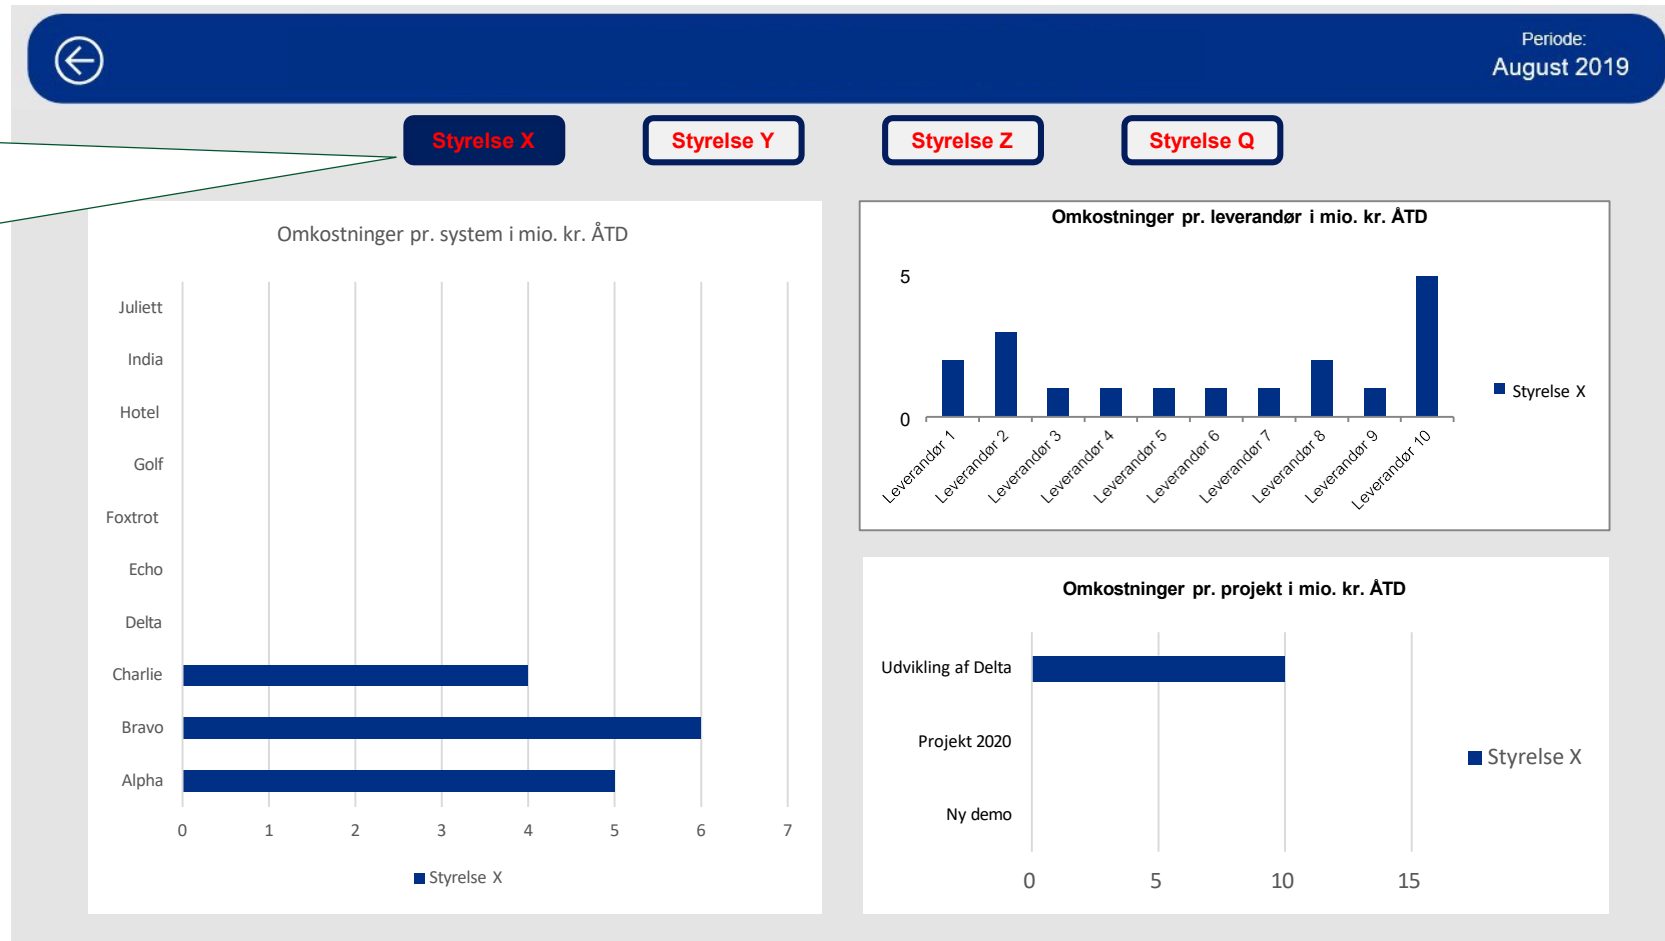 Periode:
August 2019
Styrelse X
Styrelse Y
Styrelse Z
Styrelse Q
Omkostninger pr. system i mio. kr. ÅTD
Juliett
India
Hotel
Golf
Foxtrot
Echo
Delta
Charlie
Bravo
Alpha
0 1 2 3 4 5 6 7
Styrelse X
Omkostninger pr. leverandør i mio. kr. ÅTD
5
0
Leverandør 1
Leverandør 2
Leverandør 3
Leverandør 4
Leverandør 5
Leverandør 6
Leverandør 7
Leverandør 8
Leverandør 9
Leverandør 10
Styrelse X
Omkostninger pr. projekt i mio. kr. ÅTD
Udvikling af Delta
Projekt 2020
Ny demo
0 5 10 15
Styrelse X